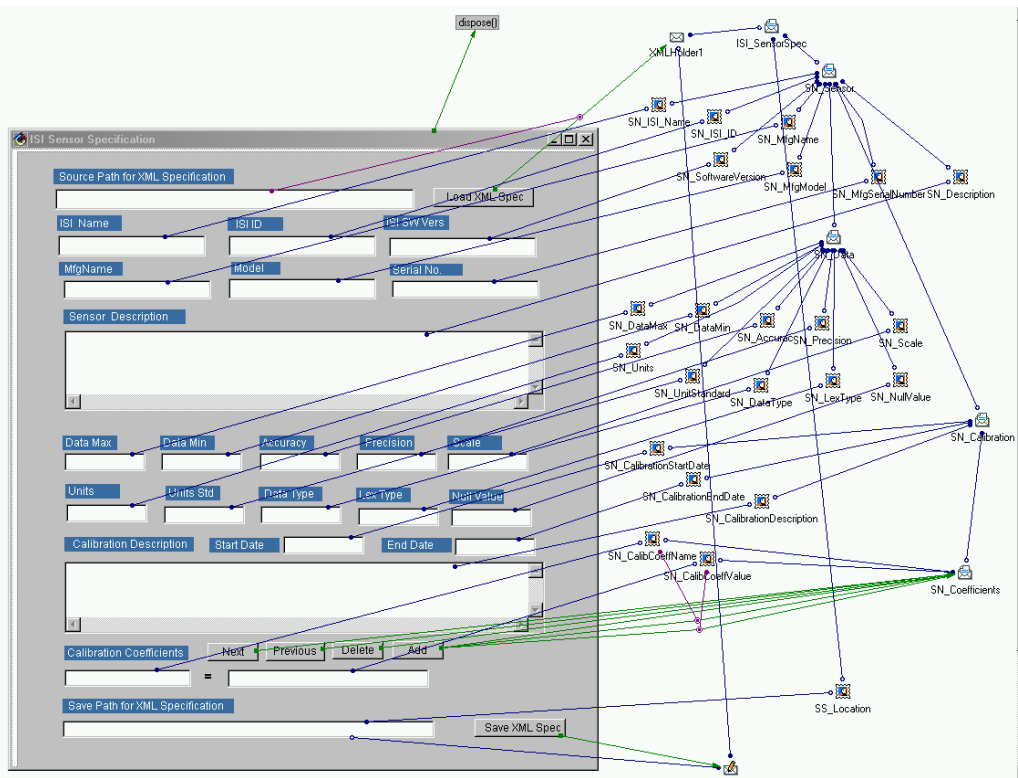 dispose()
XMLHolder1
ISI_SensorSpec
SN_Sensor
SN_ISI_Name
SN_ISI_ID
SN_MfgName
SN_SoftwareVersion
SN_MfgModel
SN_MfgSerialNumber
SN_Description
ISI Sensor Specification
Source Path for XML Specification
Load XML Spec
ISI Name
ISI ID
ISI SW Vers
MfgName
Model
Serial No.
Sensor Description
SN_Data
SN_DataMax
SN_DataMin
SN_Accurac
SN_Precision
SN_Scale
SN_Units
SN_UnitStandard
SN_DataType
SN_LexType
SN_NullValue
Data Max
Data Min
Accuracy
Precision
Scale
Units
Units Std
Data Type
Lex Type
Null Value
SN_Calibration
SN_CalibrationStartDate
SN_CalibrationEndDate
SN_CalibrationDescription
Calibration Description
Start Date
End Date
SN_CalibCoeffName
SN_CalibCoeffValue
SN_Coefficients
Calibration Coefficients
Next
Previous
Delete
Add
=
Save Path for XML Specification
Save XML Spec
SS_Location